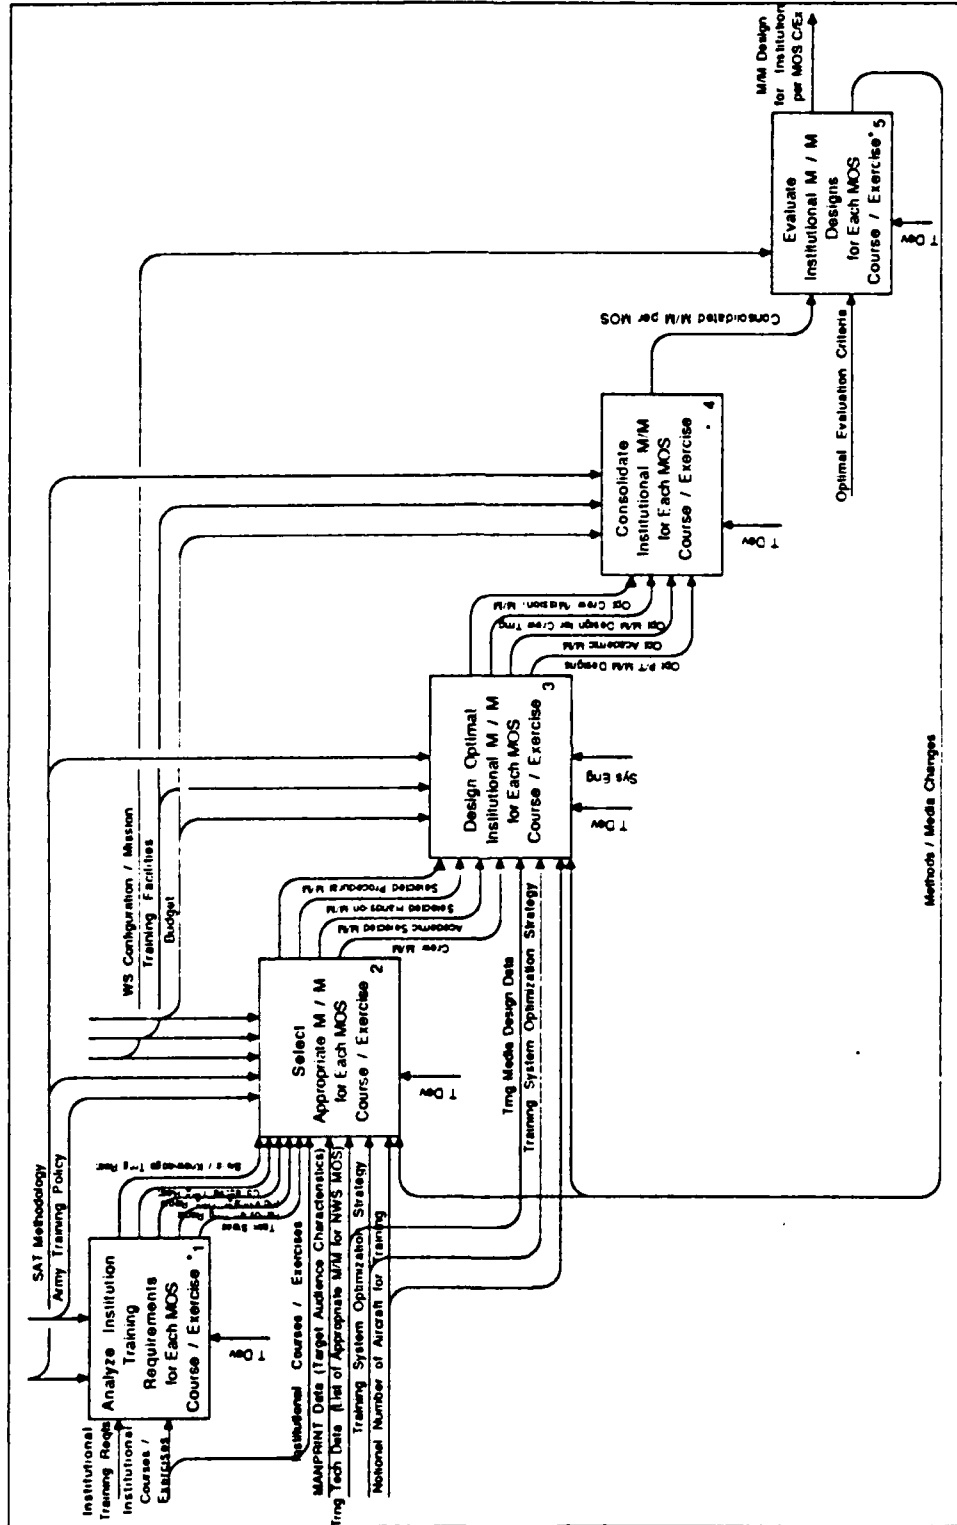 SAT Methodology
Army Training Policy
WS Configuration / Mission
Training Facilities
Budget
Institutional
Training Reqts
Institutional
Courses /
Exercises
Analyze Institution
Training
Requirements
for Each MOS
Course / Exercise *
1
T Dev
Institutional Courses / Exercises
MANPRINT Data (Target Audience Characteristics)
Trng Tech Data (List of Appropriate M/M for NWS MOS)
Training System Optimization Strategy
Notional Number of Aircraft for Training
Select
Appropriate M / M
for Each MOS
Course / Exercise
2
T Dev
Selected Procedural M/M
Selected Hands-on M/M
Academic Selected M/M
Crew M/M
Trng Media Design Data
Training System Optimization Strategy
Design Optimal
Institutional M / M
for Each MOS
Course / Exercise
3
T Dev
Sys Eng
Opt Crew /Mission. M/M
Opt M/M Design for Crew Trng
Opt Academic M/M
Opt P/T M/M Designs
Consolidate
Institutional M/M
for Each MOS
Course / Exercise
4
T Dev
Consolidated M/M per MOS
Optimal Evaluation Criteria
Evaluate
Institutional M / M
Designs
for Each MOS
Course / Exercise*
5
T Dev
M/M Design
for Institution
per MOS C/Ex
Methods / Media Changes